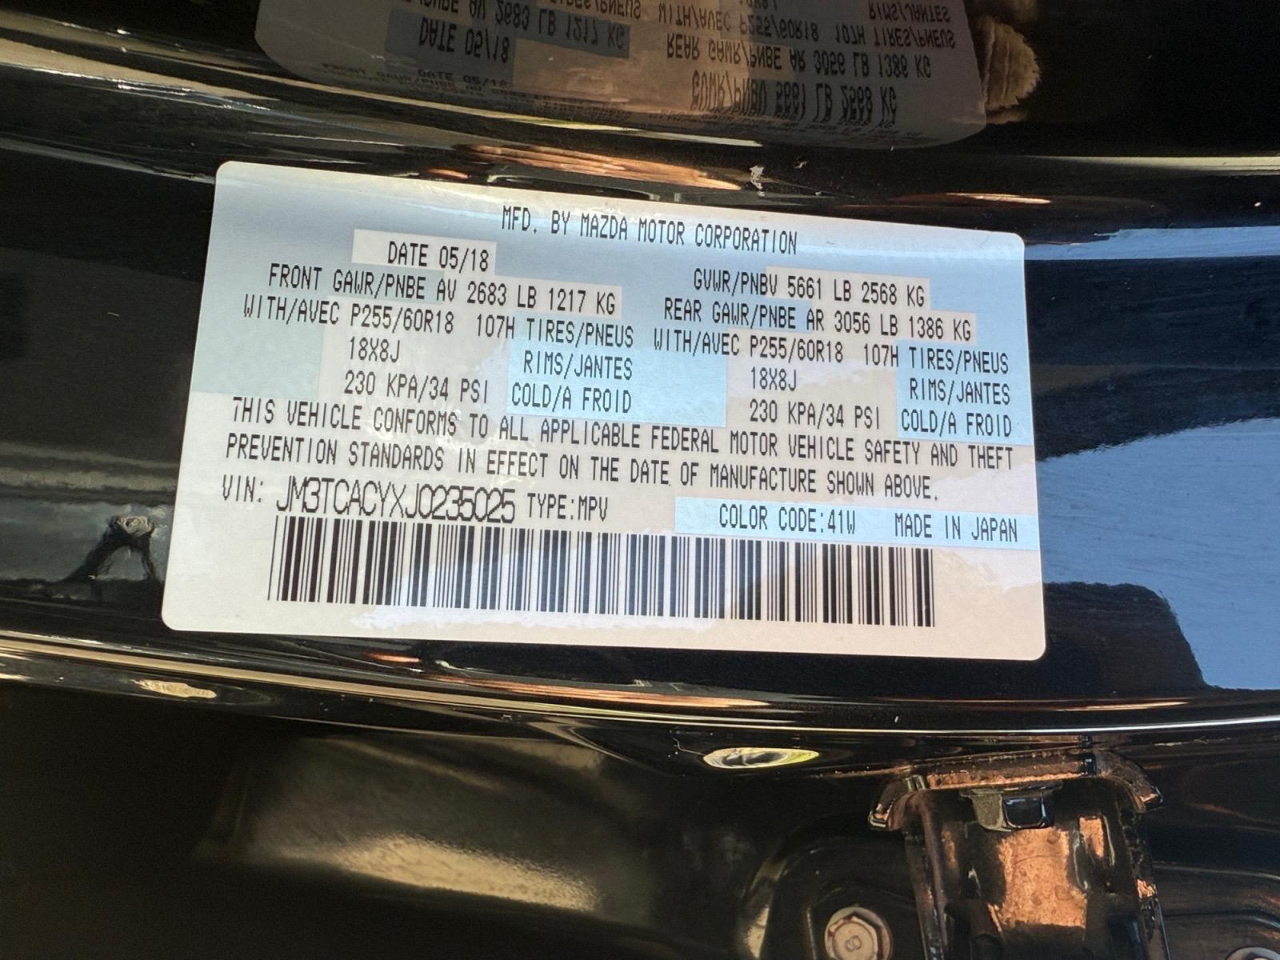 MFD. BY MAZDA MOTOR CORPORATION
DATE 05/18 GVWR/PNBV 5661 LB 2568 KG
FRONT GAWR/PNBE AV 2683 LB 1217 KG REAR GAWR/PNBE AR 3056 LB 1386 KG
WITH/AVEC P255/60R18 107H TIRES/PNEUS WITH/AVEC P255/60R18 107H TIRES/PNEUS
18X8J RIMS/JANTES 18X8J RIMS/JANTES
230 KPA/34 PSI COLD/A FROID 230 KPA/34 PSI COLD/A FROID
THIS VEHICLE CONFORMS TO ALL APPLICABLE FEDERAL MOTOR VEHICLE SAFETY AND THEFT
PREVENTION STANDARDS IN EFFECT ON THE DATE OF MANUFACTURE SHOWN ABOVE.
VIN: JM3TCACYXJ0235025 TYPE:MPV COLOR CODE:41W MADE IN JAPAN